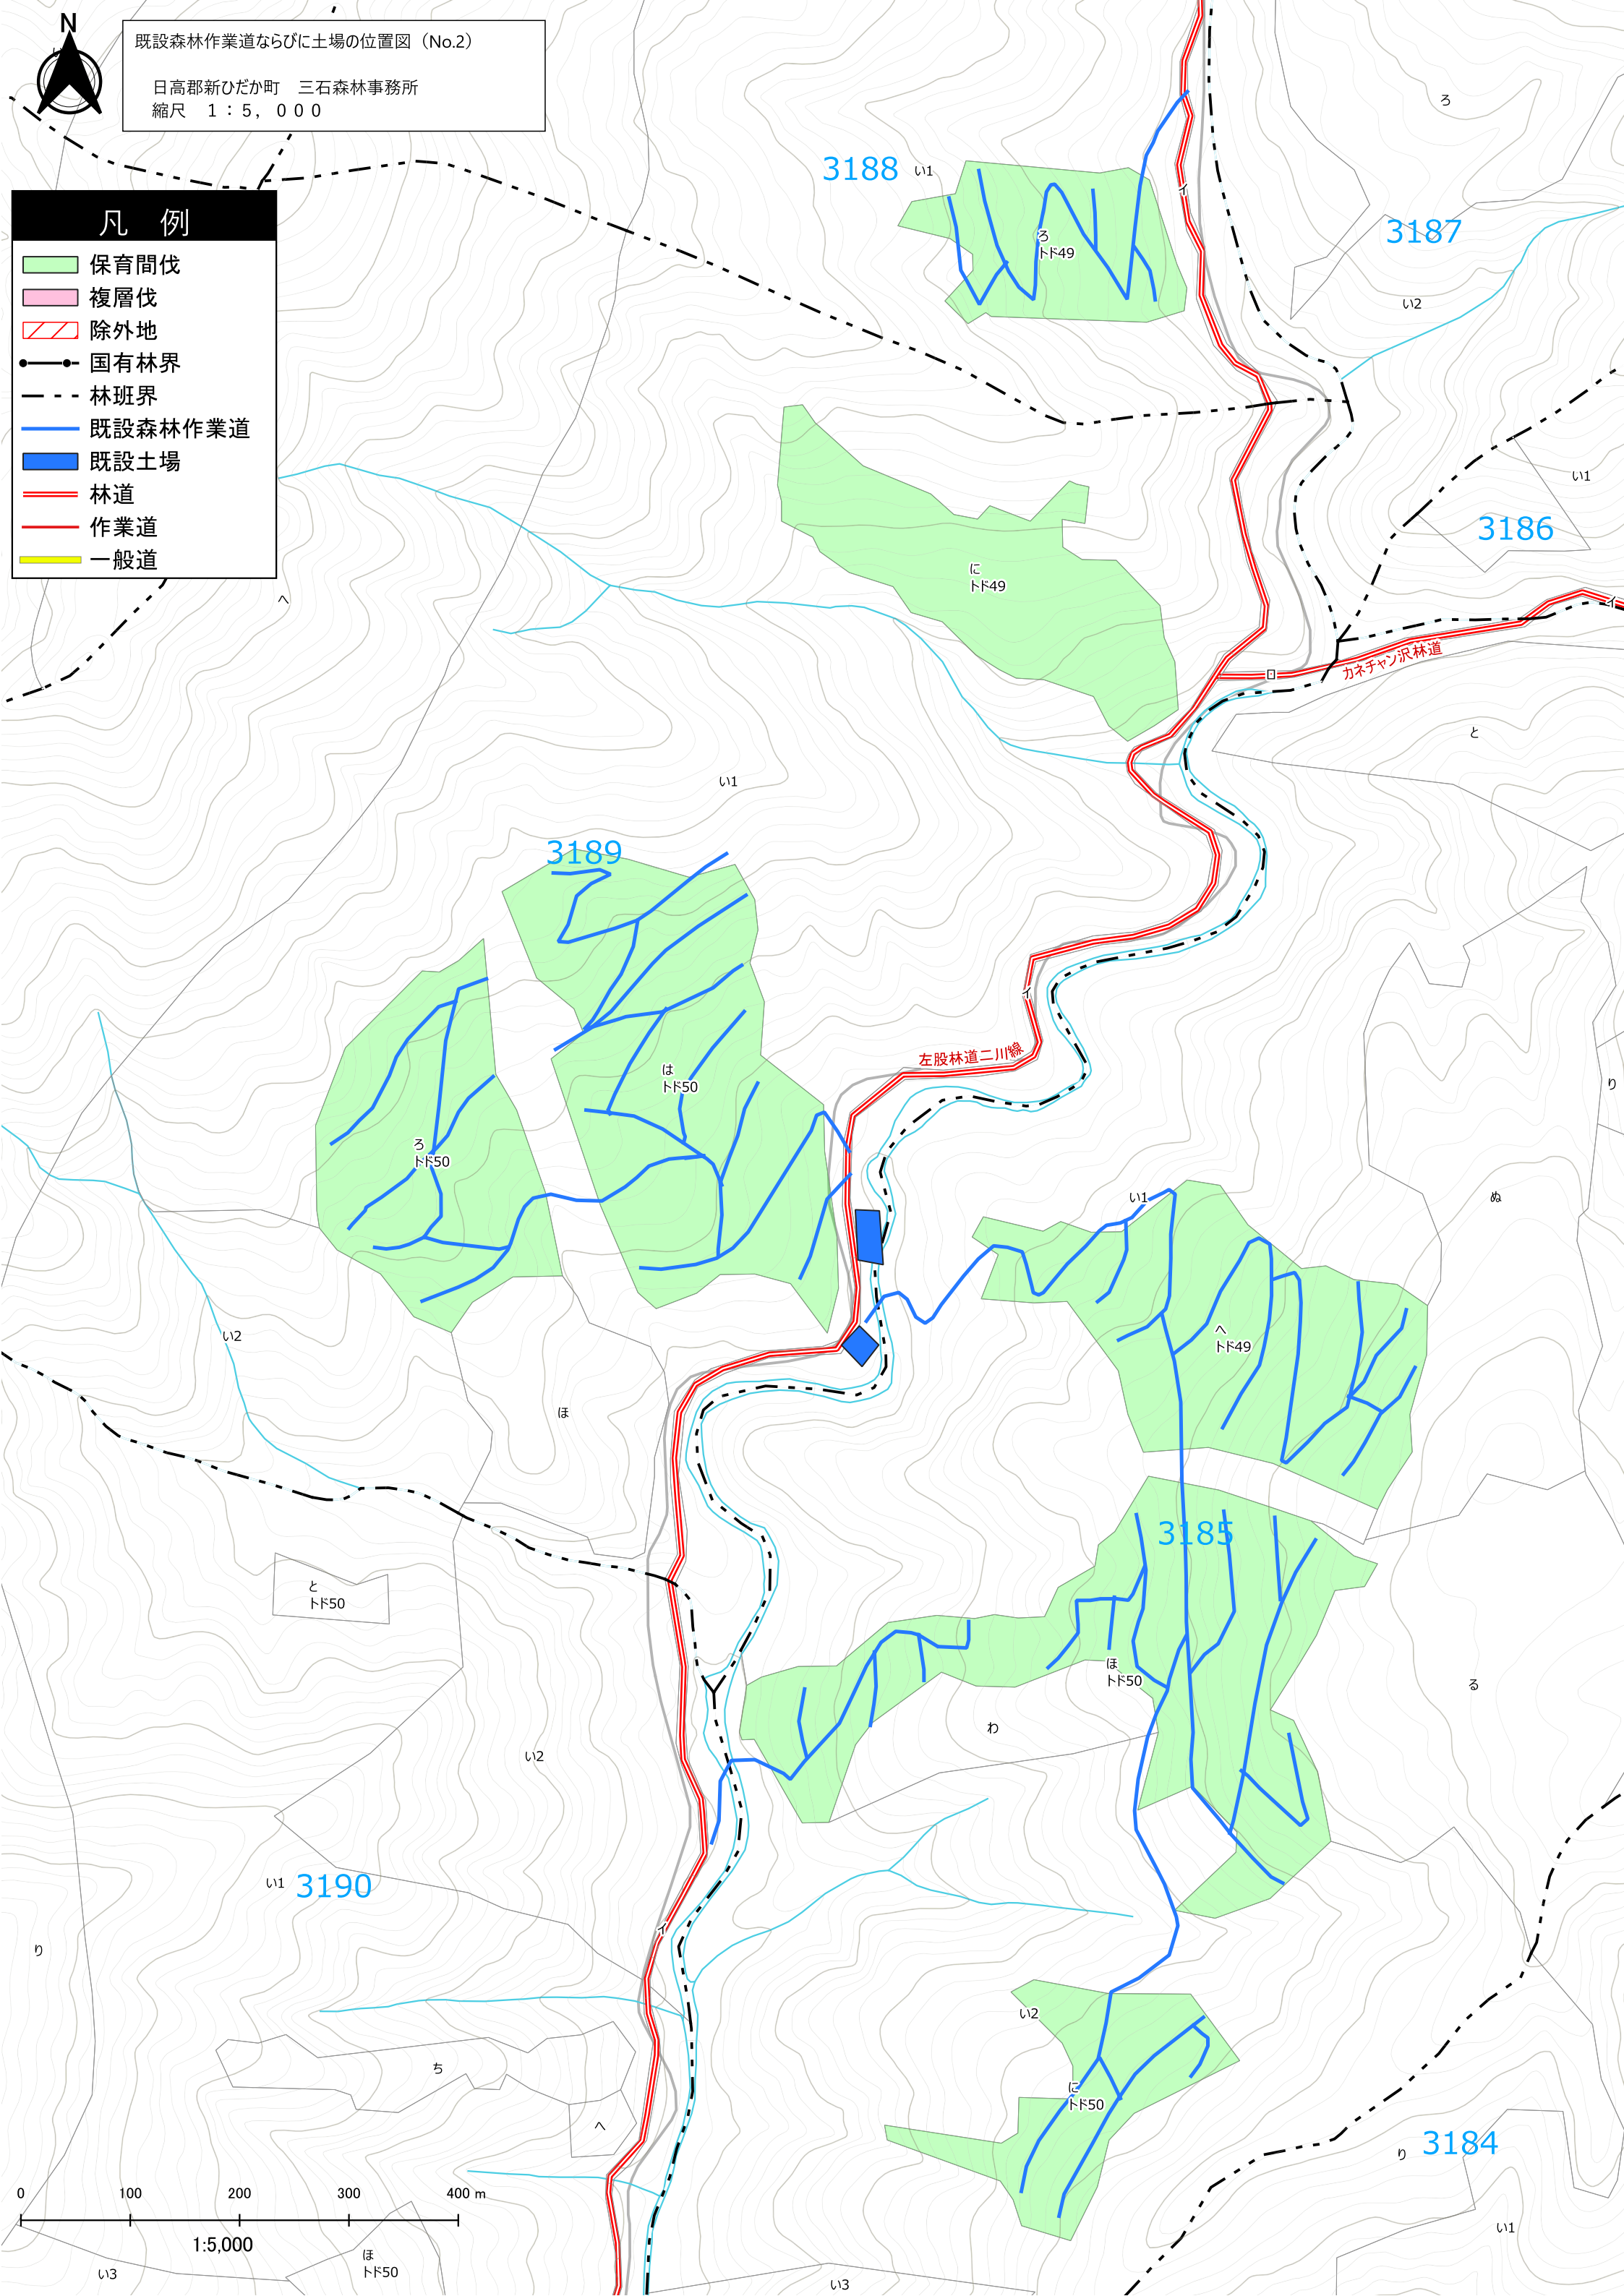 N
既設森林作業道ならびに土場の位置図（No.2）
日高郡新ひだか町　三石森林事務所
縮尺　１：５，０００
凡　例
保育間伐
複層伐
除外地
国有林界
林班界
既設森林作業道
既設土場
林道
作業道
一般道
ろ
3188
い1
イ
ろ
トド49
3187
い2
い1
3186
に
トド49
へ
イ
ロ
カネチャン沢林道
と
い1
3189
イ
左股林道二川線
は
トド50
り
ろ
トド50
い1
ぬ
い2
へ
トド49
ほ
3185
と
トド50
ほ
トド50
る
わ
い2
い1
3190
イ
り
い2
ち
に
トド50
へ
3184
り
0
100
200
300
400 m
1:5,000
い1
ほ
トド50
い3
い3